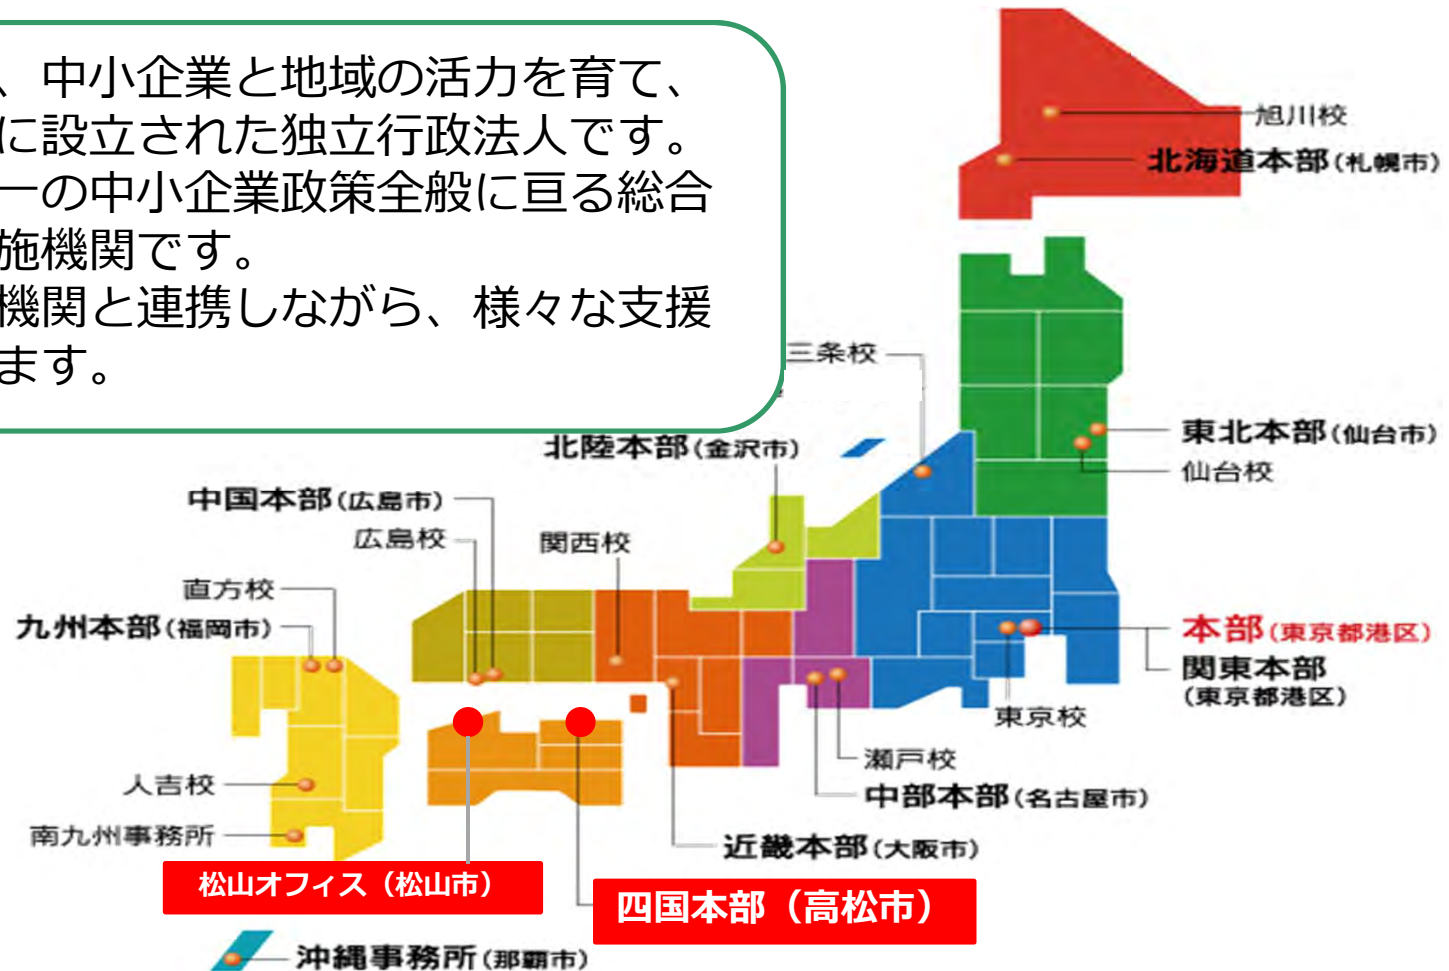 、中小企業と地域の活力を育て、
に設立された独立行政法人です。
一の中小企業政策全般に亘る総合
施機関です。
機関と連携しながら、様々な支援
ます。
旭川校
北海道本部(札幌市)
三条校
東北本部(仙台市)
仙台校
北陸本部(金沢市)
中国本部(広島市)
広島校
関西校
直方校
九州本部(福岡市)
本部(東京都港区)
関東本部
(東京都港区)
東京校
瀬戸校
中部本部(名古屋市)
人吉校
南九州事務所
近畿本部(大阪市)
松山オフィス(松山市)
四国本部(高松市)
沖縄事務所(那覇市)